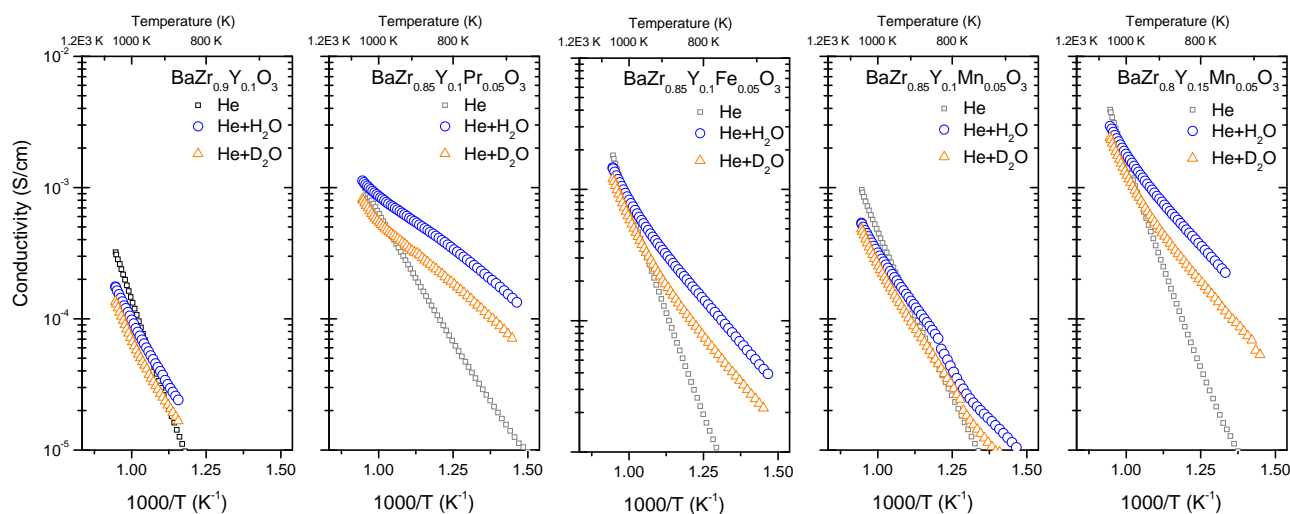 Temperature (K)
1.2E3 K 1000 K 800 K
BaZr0.9Y0.1O3
He
He+H2O
He+D2O
Conductivity (S/cm)
10^-2
10^-3
10^-4
10^-5
1.00 1.25 1.50
1000/T (K^-1)
Temperature (K)
1.2E3 K 1000 K 800 K
BaZr0.85Y0.1Pr0.05O3
He
He+H2O
He+D2O
1.00 1.25 1.50
1000/T (K^-1)
Temperature (K)
1.2E3 K 1000 K 800 K
BaZr0.85Y0.1Fe0.05O3
He
He+H2O
He+D2O
1.00 1.25 1.50
1000/T (K^-1)
Temperature (K)
1.2E3 K 1000 K 800 K
BaZr0.85Y0.1Mn0.05O3
He
He+H2O
He+D2O
1.00 1.25 1.50
1000/T (K^-1)
Temperature (K)
1.2E3 K 1000 K 800 K
BaZr0.8Y0.15Mn0.05O3
He
He+H2O
He+D2O
1.00 1.25 1.50
1000/T (K^-1)